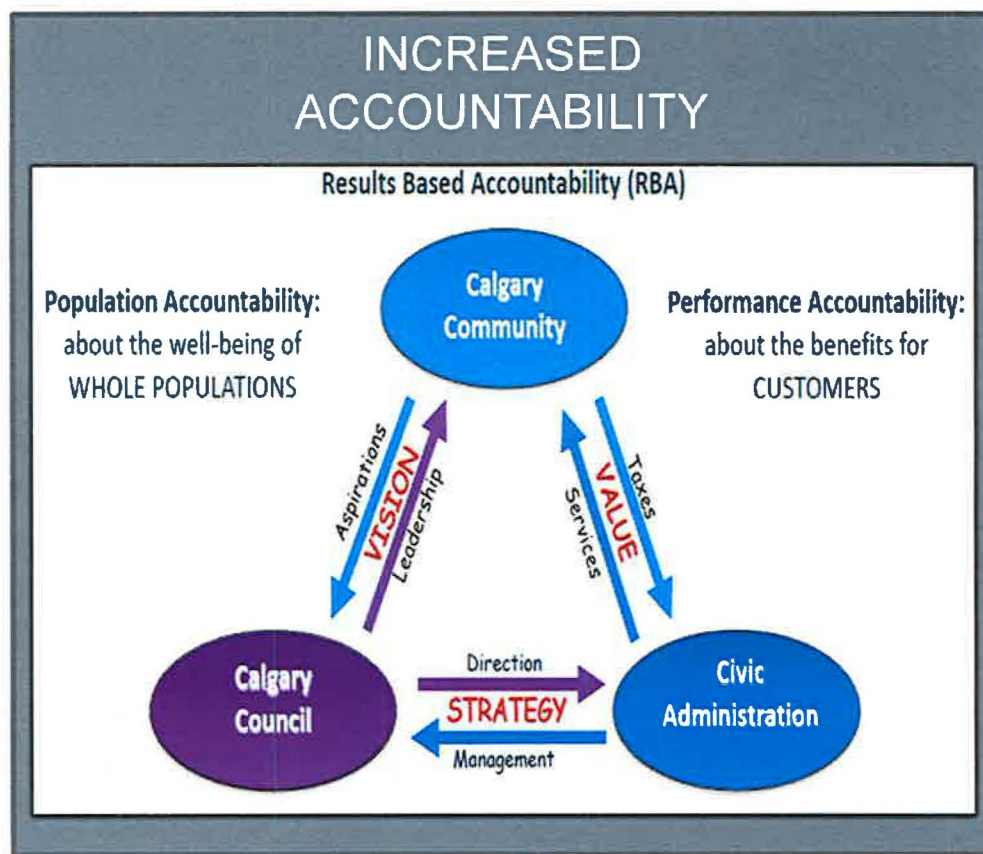 INCREASED
ACCOUNTABILITY
Results Based Accountability (RBA)
Calgary
Community
Population Accountability:
about the well-being of
WHOLE POPULATIONS
Performance Accountability:
about the benefits for
CUSTOMERS
Aspirations
VISION
Leadership
Services
VALUE
Taxes
Calgary
Council
Direction
STRATEGY
Management
Civic
Administration